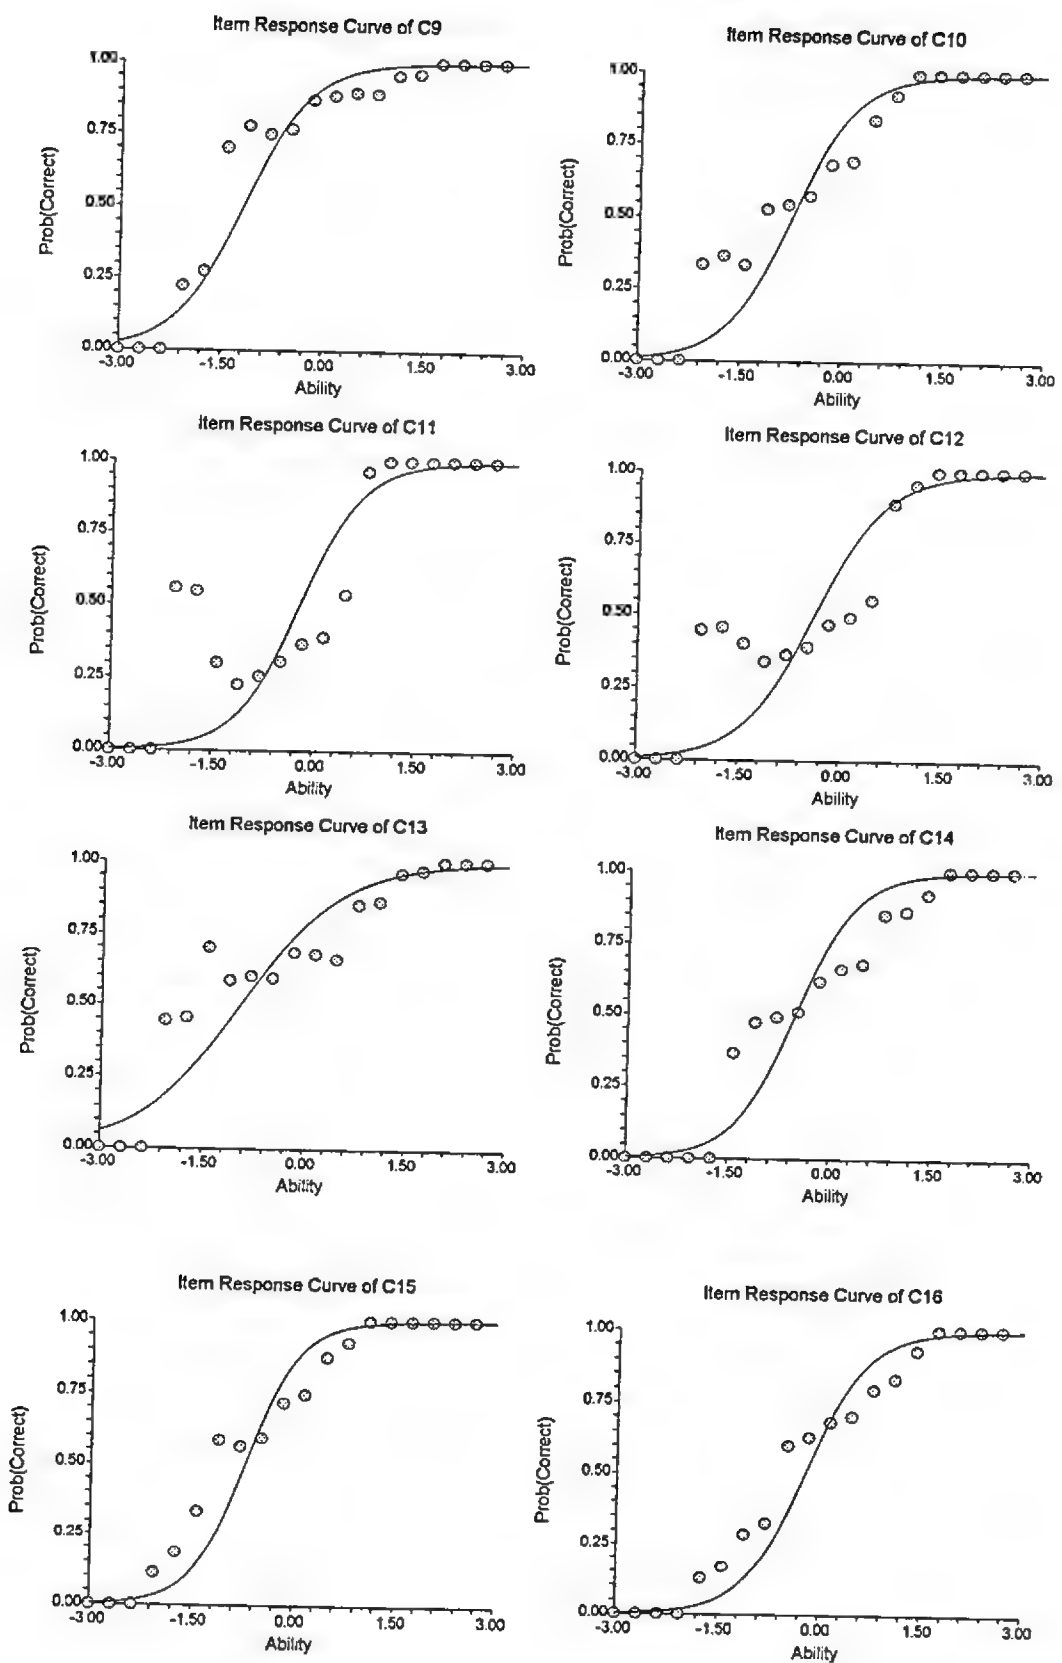 Item Response Curve of C9
1.00
0.75
0.50
0.25
0.00
-3.00 -1.50 0.00 1.50 3.00
Prob(Correct)
Ability
Item Response Curve of C10
1.00
0.75
0.50
0.25
0.00
-3.00 -1.50 0.00 1.50 3.00
Prob(Correct)
Ability
Item Response Curve of C11
1.00
0.75
0.50
0.25
0.00
-3.00 -1.50 0.00 1.50 3.00
Prob(Correct)
Ability
Item Response Curve of C12
1.00
0.75
0.50
0.25
0.00
-3.00 -1.50 0.00 1.50 3.00
Prob(Correct)
Ability
Item Response Curve of C13
1.00
0.75
0.50
0.25
0.00
-3.00 -1.50 0.00 1.50 3.00
Prob(Correct)
Ability
Item Response Curve of C14
1.00
0.75
0.50
0.25
0.00
-3.00 -1.50 0.00 1.50 3.00
Prob(Correct)
Ability
Item Response Curve of C15
1.00
0.75
0.50
0.25
0.00
-3.00 -1.50 0.00 1.50 3.00
Prob(Correct)
Ability
Item Response Curve of C16
1.00
0.75
0.50
0.25
0.00
-3.00 -1.50 0.00 1.50 3.00
Prob(Correct)
Ability